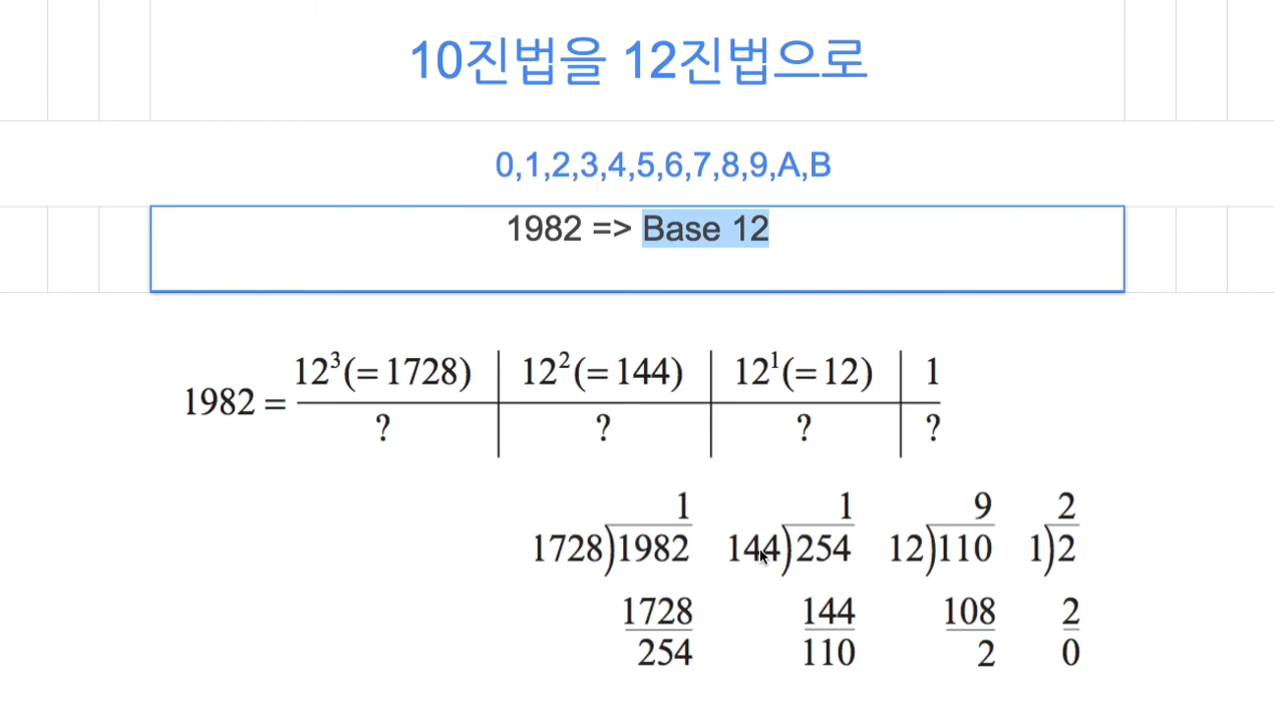 10진법을 12진법으로
0,1,2,3,4,5,6,7,8,9,A,B
1982 => Base 12
1982 = 12³(=1728) | 12²(=144) | 12¹(=12) | 1
? | ? | ? | ?
1 1 9 2
1728)1982 144)254 12)110 1)2
1728 144 108 2
254 110 2 0